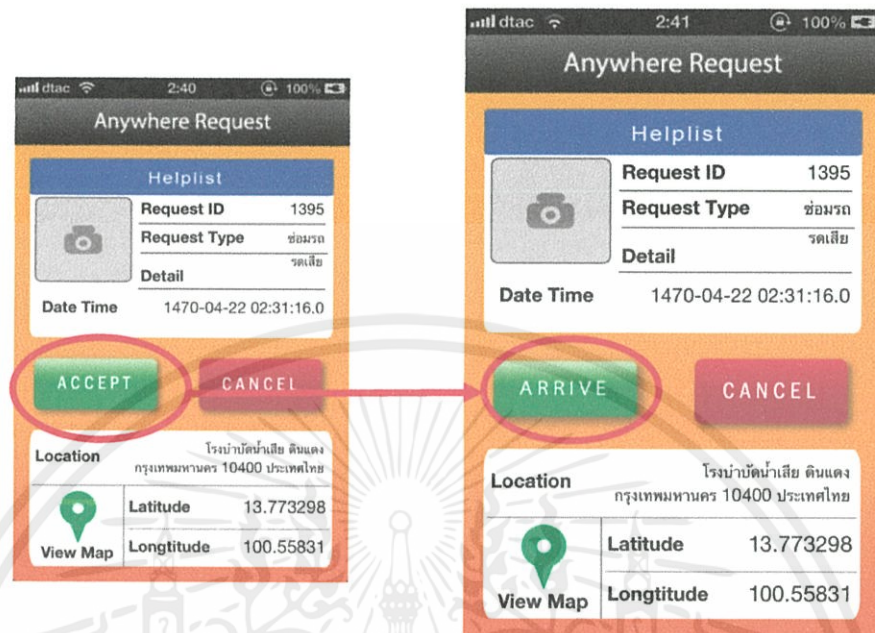 dtac 2:40 100%
Anywhere Request
Helplist
Request ID 1395
Request Type ซ่อมรถ
รถเสีย
Detail
Date Time 1470-04-22 02:31:16.0
ACCEPT CANCEL
Location โรงบำบัดน้ำเสีย ดินแดง
กรุงเทพมหานคร 10400 ประเทศไทย
Latitude 13.773298
View Map Longtitude 100.55831
dtac 2:41 100%
Anywhere Request
Helplist
Request ID 1395
Request Type ซ่อมรถ
รถเสีย
Detail
Date Time 1470-04-22 02:31:16.0
ARRIVE CANCEL
Location โรงบำบัดน้ำเสีย ดินแดง
กรุงเทพมหานคร 10400 ประเทศไทย
Latitude 13.773298
View Map Longtitude 100.55831